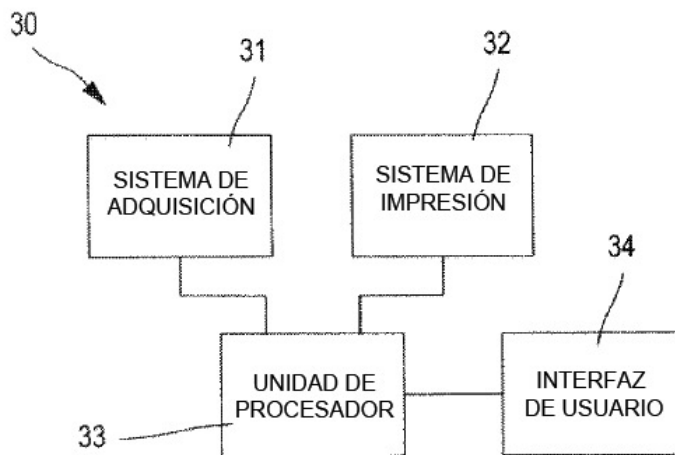 30
31
32
SISTEMA DE
ADQUISICIÓN
SISTEMA DE
IMPRESIÓN
34
UNIDAD DE
PROCESADOR
INTERFAZ
DE USUARIO
33